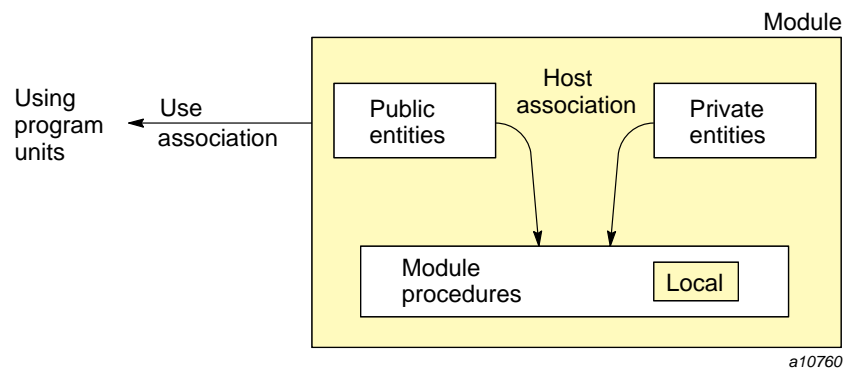 Module
Using
program
units
Use
association
Public
entities
Host
association
Private
entities
Module
procedures
Local
a10760